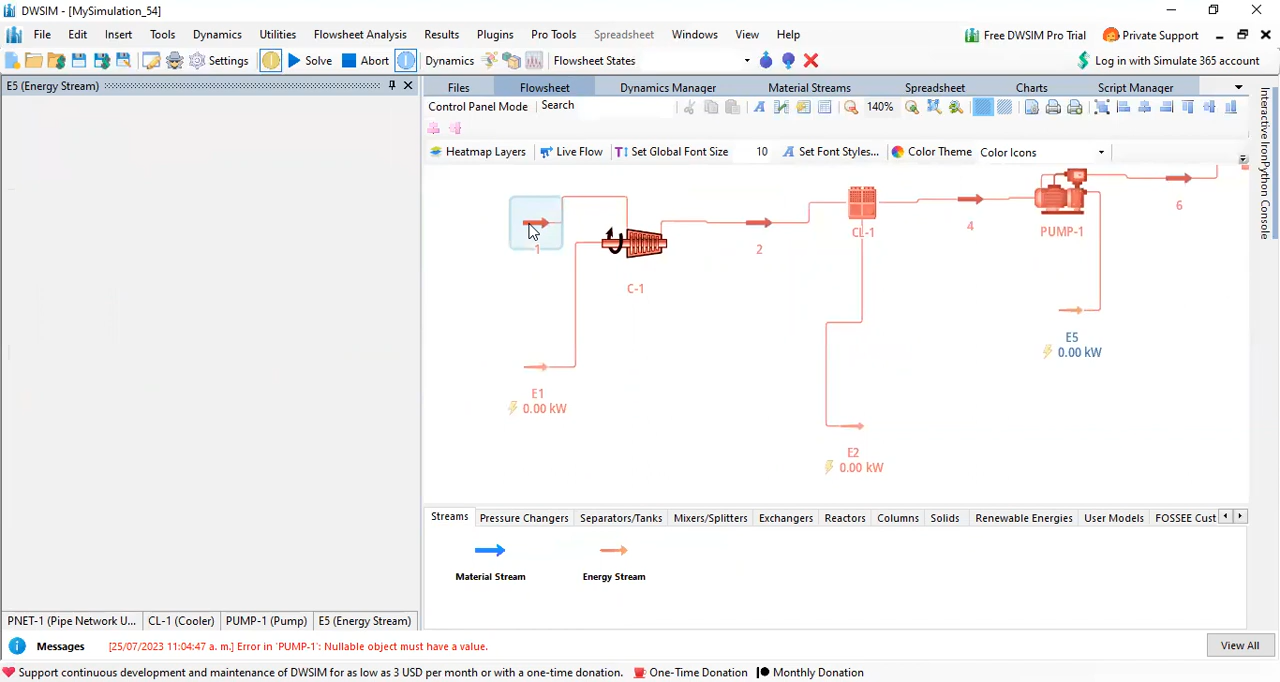 DWSIM - [MySimulation_54]
File Edit Insert Tools Dynamics Utilities Flowsheet Analysis Results Plugins Pro Tools Spreadsheet Windows View Help Free DWSIM Pro Trial Private Support
Settings Solve Abort Dynamics Flowsheet States Log in with Simulate 365 account
E5 (Energy Stream)
Files Flowsheet Dynamics Manager Material Streams Spreadsheet Charts Script Manager
Control Panel Mode Search 140%
Heatmap Layers Live Flow Set Global Font Size 10 Set Font Styles... Color Theme Color Icons
Interactive IronPython Console
1
C-1
2
CL-1
4
PUMP-1
6
E1
0.00 kW
E2
0.00 kW
E5
0.00 kW
Streams Pressure Changers Separators/Tanks Mixers/Splitters Exchangers Reactors Columns Solids Renewable Energies User Models FOSSEE Cust
Material Stream Energy Stream
PNET-1 (Pipe Network U... CL-1 (Cooler) PUMP-1 (Pump) E5 (Energy Stream)
Messages [25/07/2023 11:04:47 a. m.] Error in 'PUMP-1': Nullable object must have a value. View All
Support continuous development and maintenance of DWSIM for as low as 3 USD per month or with a one-time donation. One-Time Donation Monthly Donation